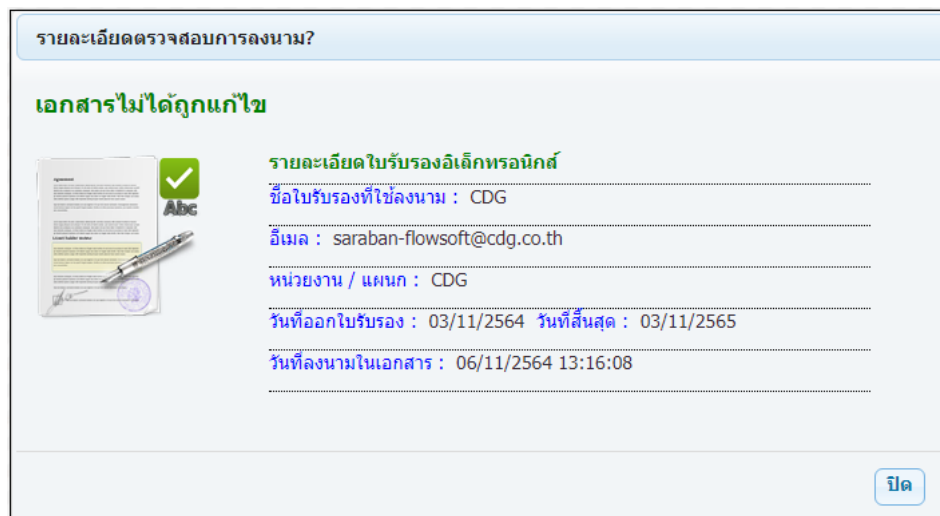 รายละเอียดตรวจสอบการลงนาม?
เอกสารไม่ได้ถูกแก้ไข
Abc
รายละเอียดใบรับรองอิเล็กทรอนิกส์
ชื่อใบรับรองที่ใช้ลงนาม : CDG
อีเมล : saraban-flowsoft@cdg.co.th
หน่วยงาน / แผนก : CDG
วันที่ออกใบรับรอง : 03/11/2564 วันที่สิ้นสุด : 03/11/2565
วันที่ลงนามในเอกสาร : 06/11/2564 13:16:08
ปิด